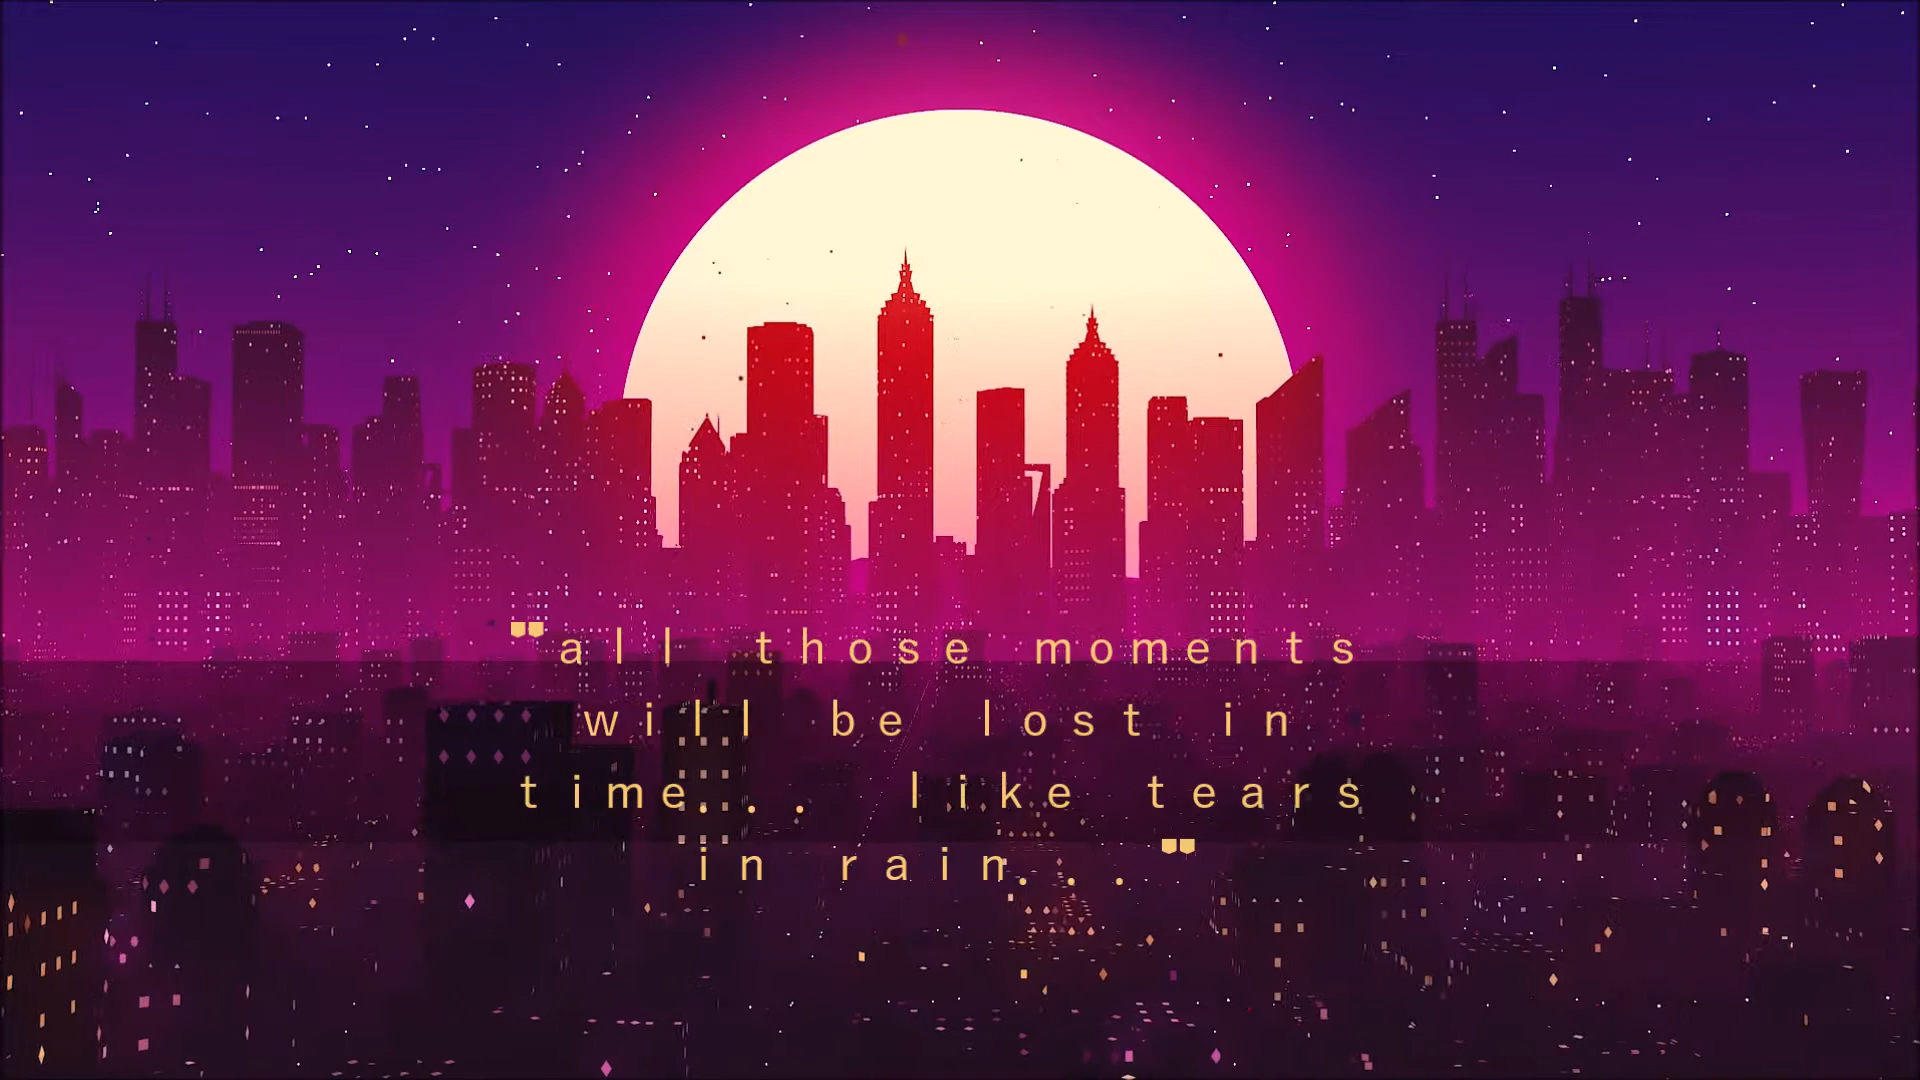 "all those moments
will be lost in
time... like tears
in rain..."